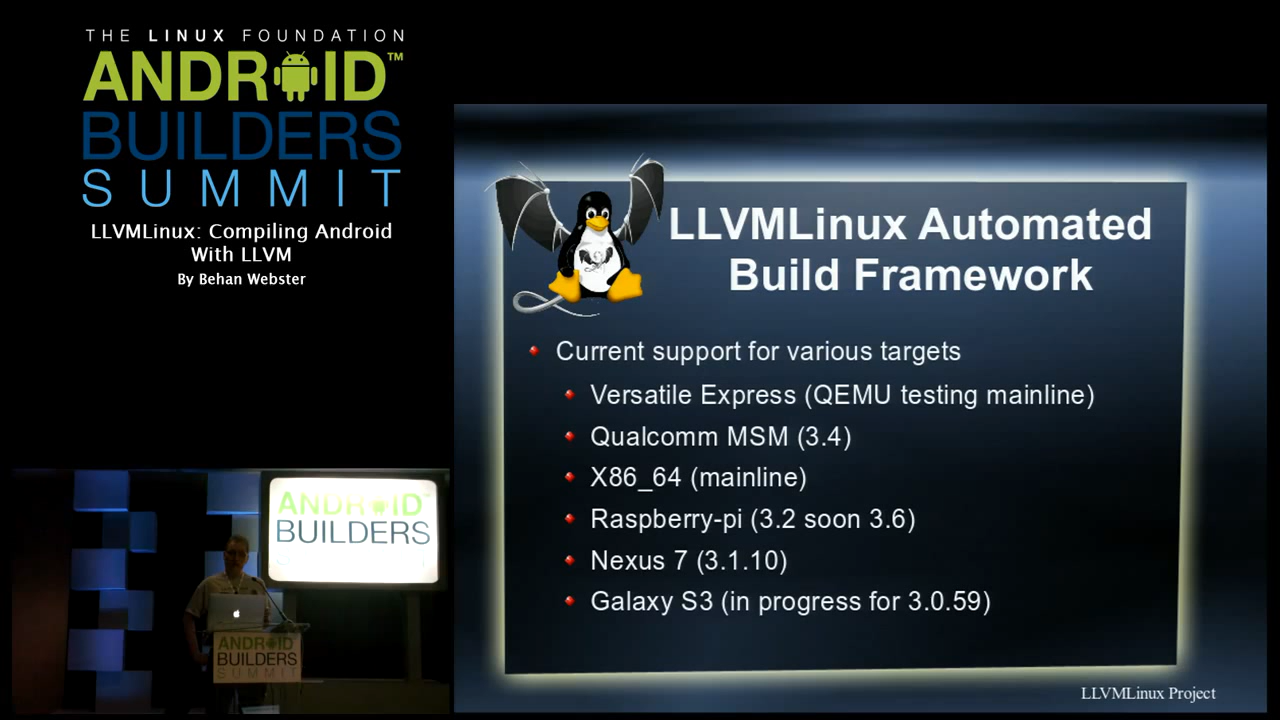 THE LINUX FOUNDATION
ANDROID™
BUILDERS
SUMMIT
LLVMLinux: Compiling Android
With LLVM
By Behan Webster
LLVMLinux Automated
Build Framework
Current support for various targets
Versatile Express (QEMU testing mainline)
Qualcomm MSM (3.4)
X86_64 (mainline)
Raspberry-pi (3.2 soon 3.6)
Nexus 7 (3.1.10)
Galaxy S3 (in progress for 3.0.59)
LLVMLinux Project
ANDROID
BUILDERS
ANDROID
BUILDERS
SUMMIT